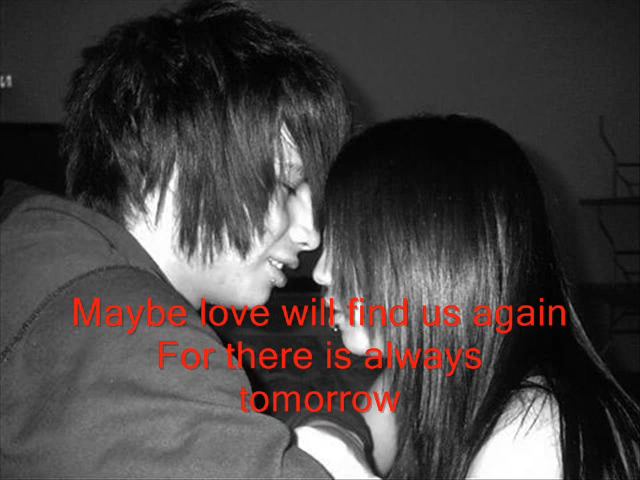 Maybe love will find us again
For there is always
tomorrow